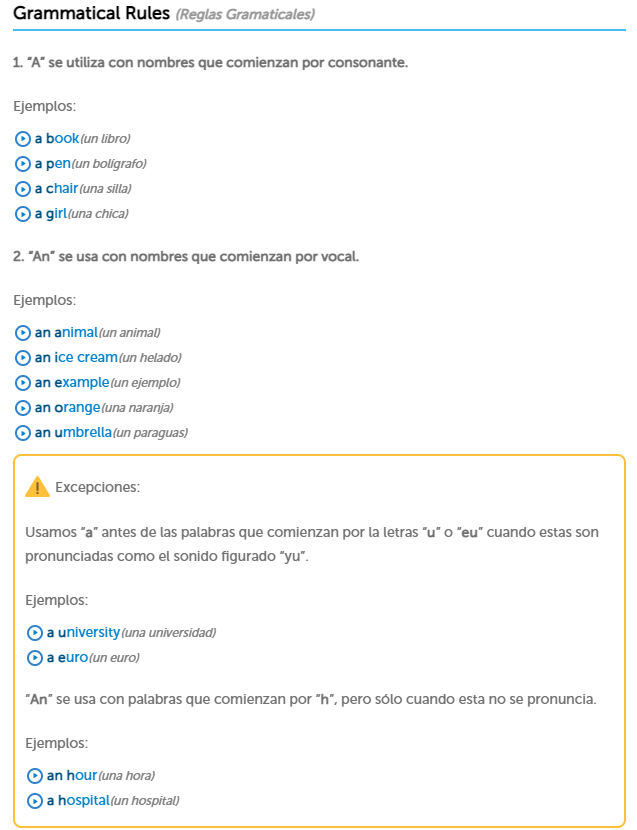 Grammatical Rules (Reglas Gramaticales)
1. "A" se utiliza con nombres que comienzan por consonante.
Ejemplos:
a book (un libro)
a pen (un bolígrafo)
a chair (una silla)
a girl (una chica)
2. "An" se usa con nombres que comienzan por vocal.
Ejemplos:
an animal (un animal)
an ice cream (un helado)
an example (un ejemplo)
an orange (una naranja)
an umbrella (un paraguas)
Excepciones:
Usamos "a" antes de las palabras que comienzan por la letras "u" o "eu" cuando estas son
pronunciadas como el sonido figurado "yu".
Ejemplos:
a university (una universidad)
a euro (un euro)
"An" se usa con palabras que comienzan por "h", pero sólo cuando esta no se pronuncia.
Ejemplos:
an hour (una hora)
a hospital (un hospital)